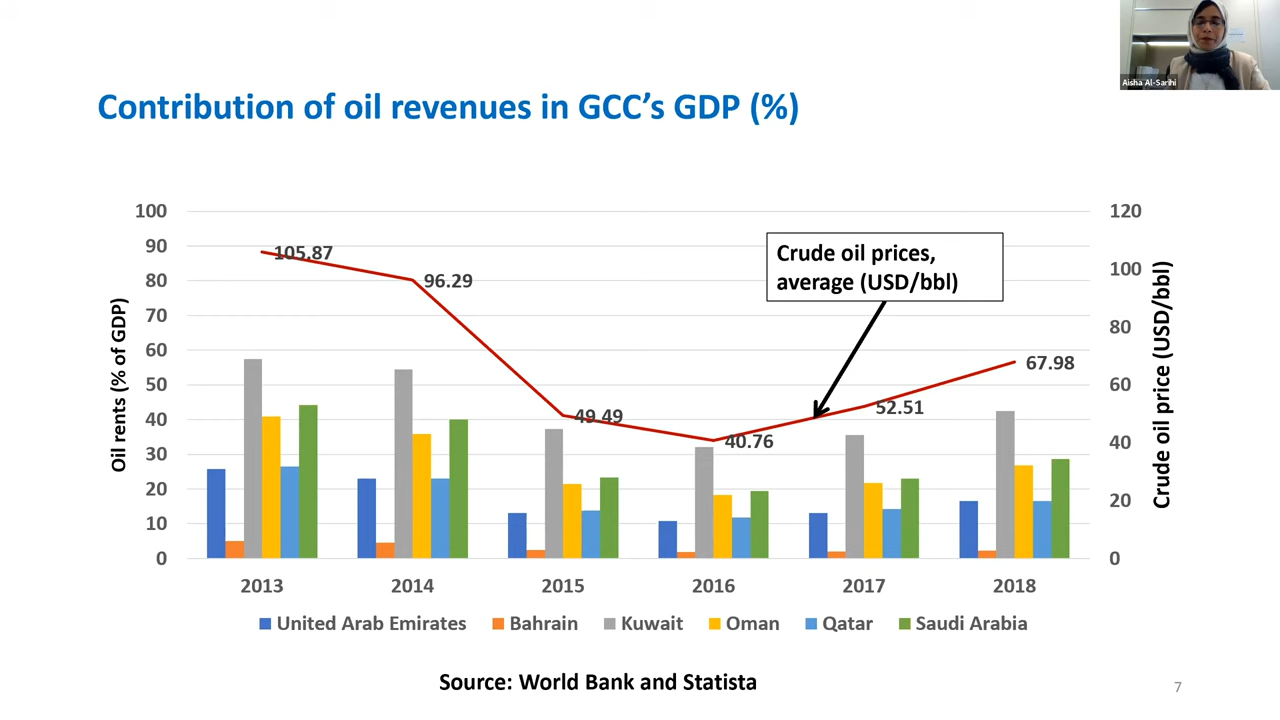 Aisha Al-Sarihi
Contribution of oil revenues in GCC's GDP (%)
Oil rents (% of GDP)
100
90
80
70
60
50
40
30
20
10
0
120
100
80
60
40
20
0
Crude oil price (USD/bbl)
Crude oil prices,
average (USD/bbl)
105.87
96.29
49.49
40.76
52.51
67.98
2013 2014 2015 2016 2017 2018
United Arab Emirates Bahrain Kuwait Oman Qatar Saudi Arabia
Source: World Bank and Statista
7